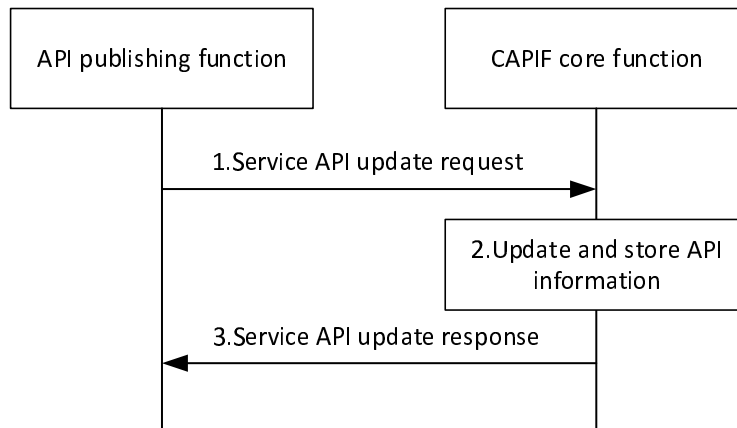 API publishing function
CAPIF core function
1.Service API update request
2.Update and store API
information
3.Service API update response